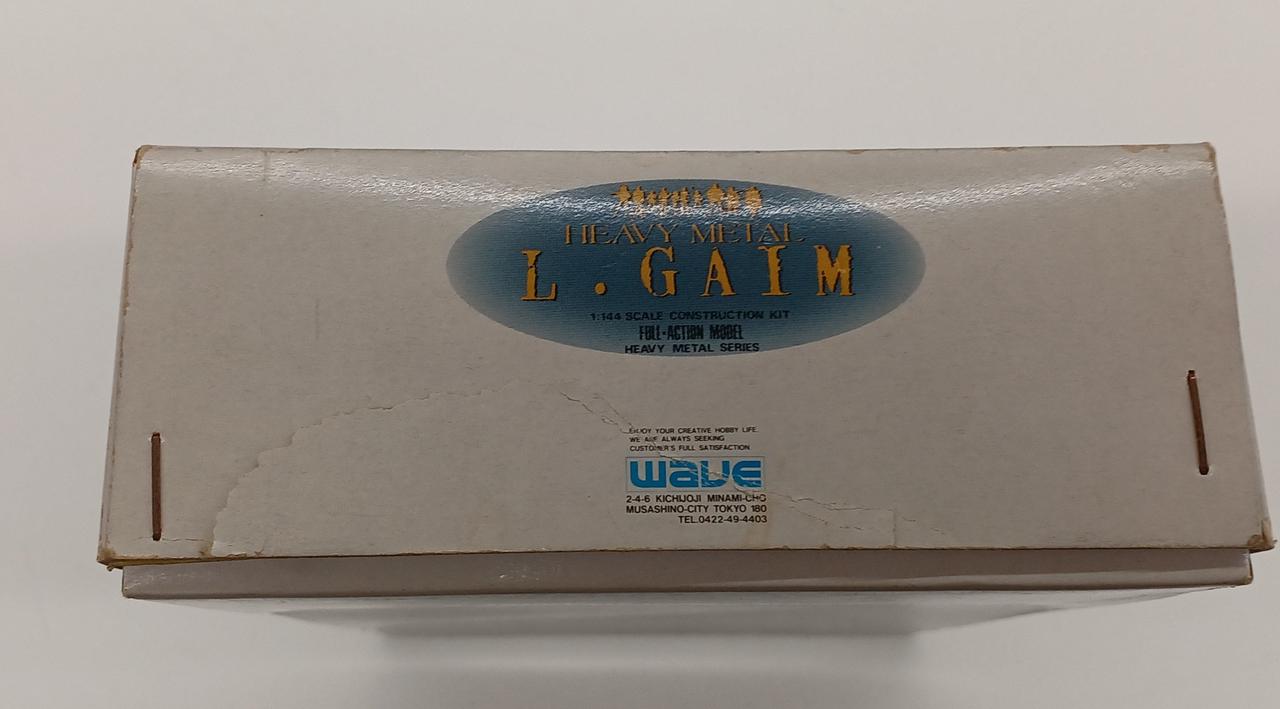 HEAVY METAL
L.GAIM
1:144 SCALE CONSTRUCTION KIT
FULL-ACTION MODEL
HEAVY METAL SERIES
ENJOY YOUR CREATIVE HOBBY LIFE.
WE ARE ALWAYS SEEKING
CUSTOMER'S FULL SATISFACTION
WAVE
2-4-6 KICHIJOJI MINAMI-CHO
MUSASHINO-CITY TOKYO 180
TEL.0422-49-4403